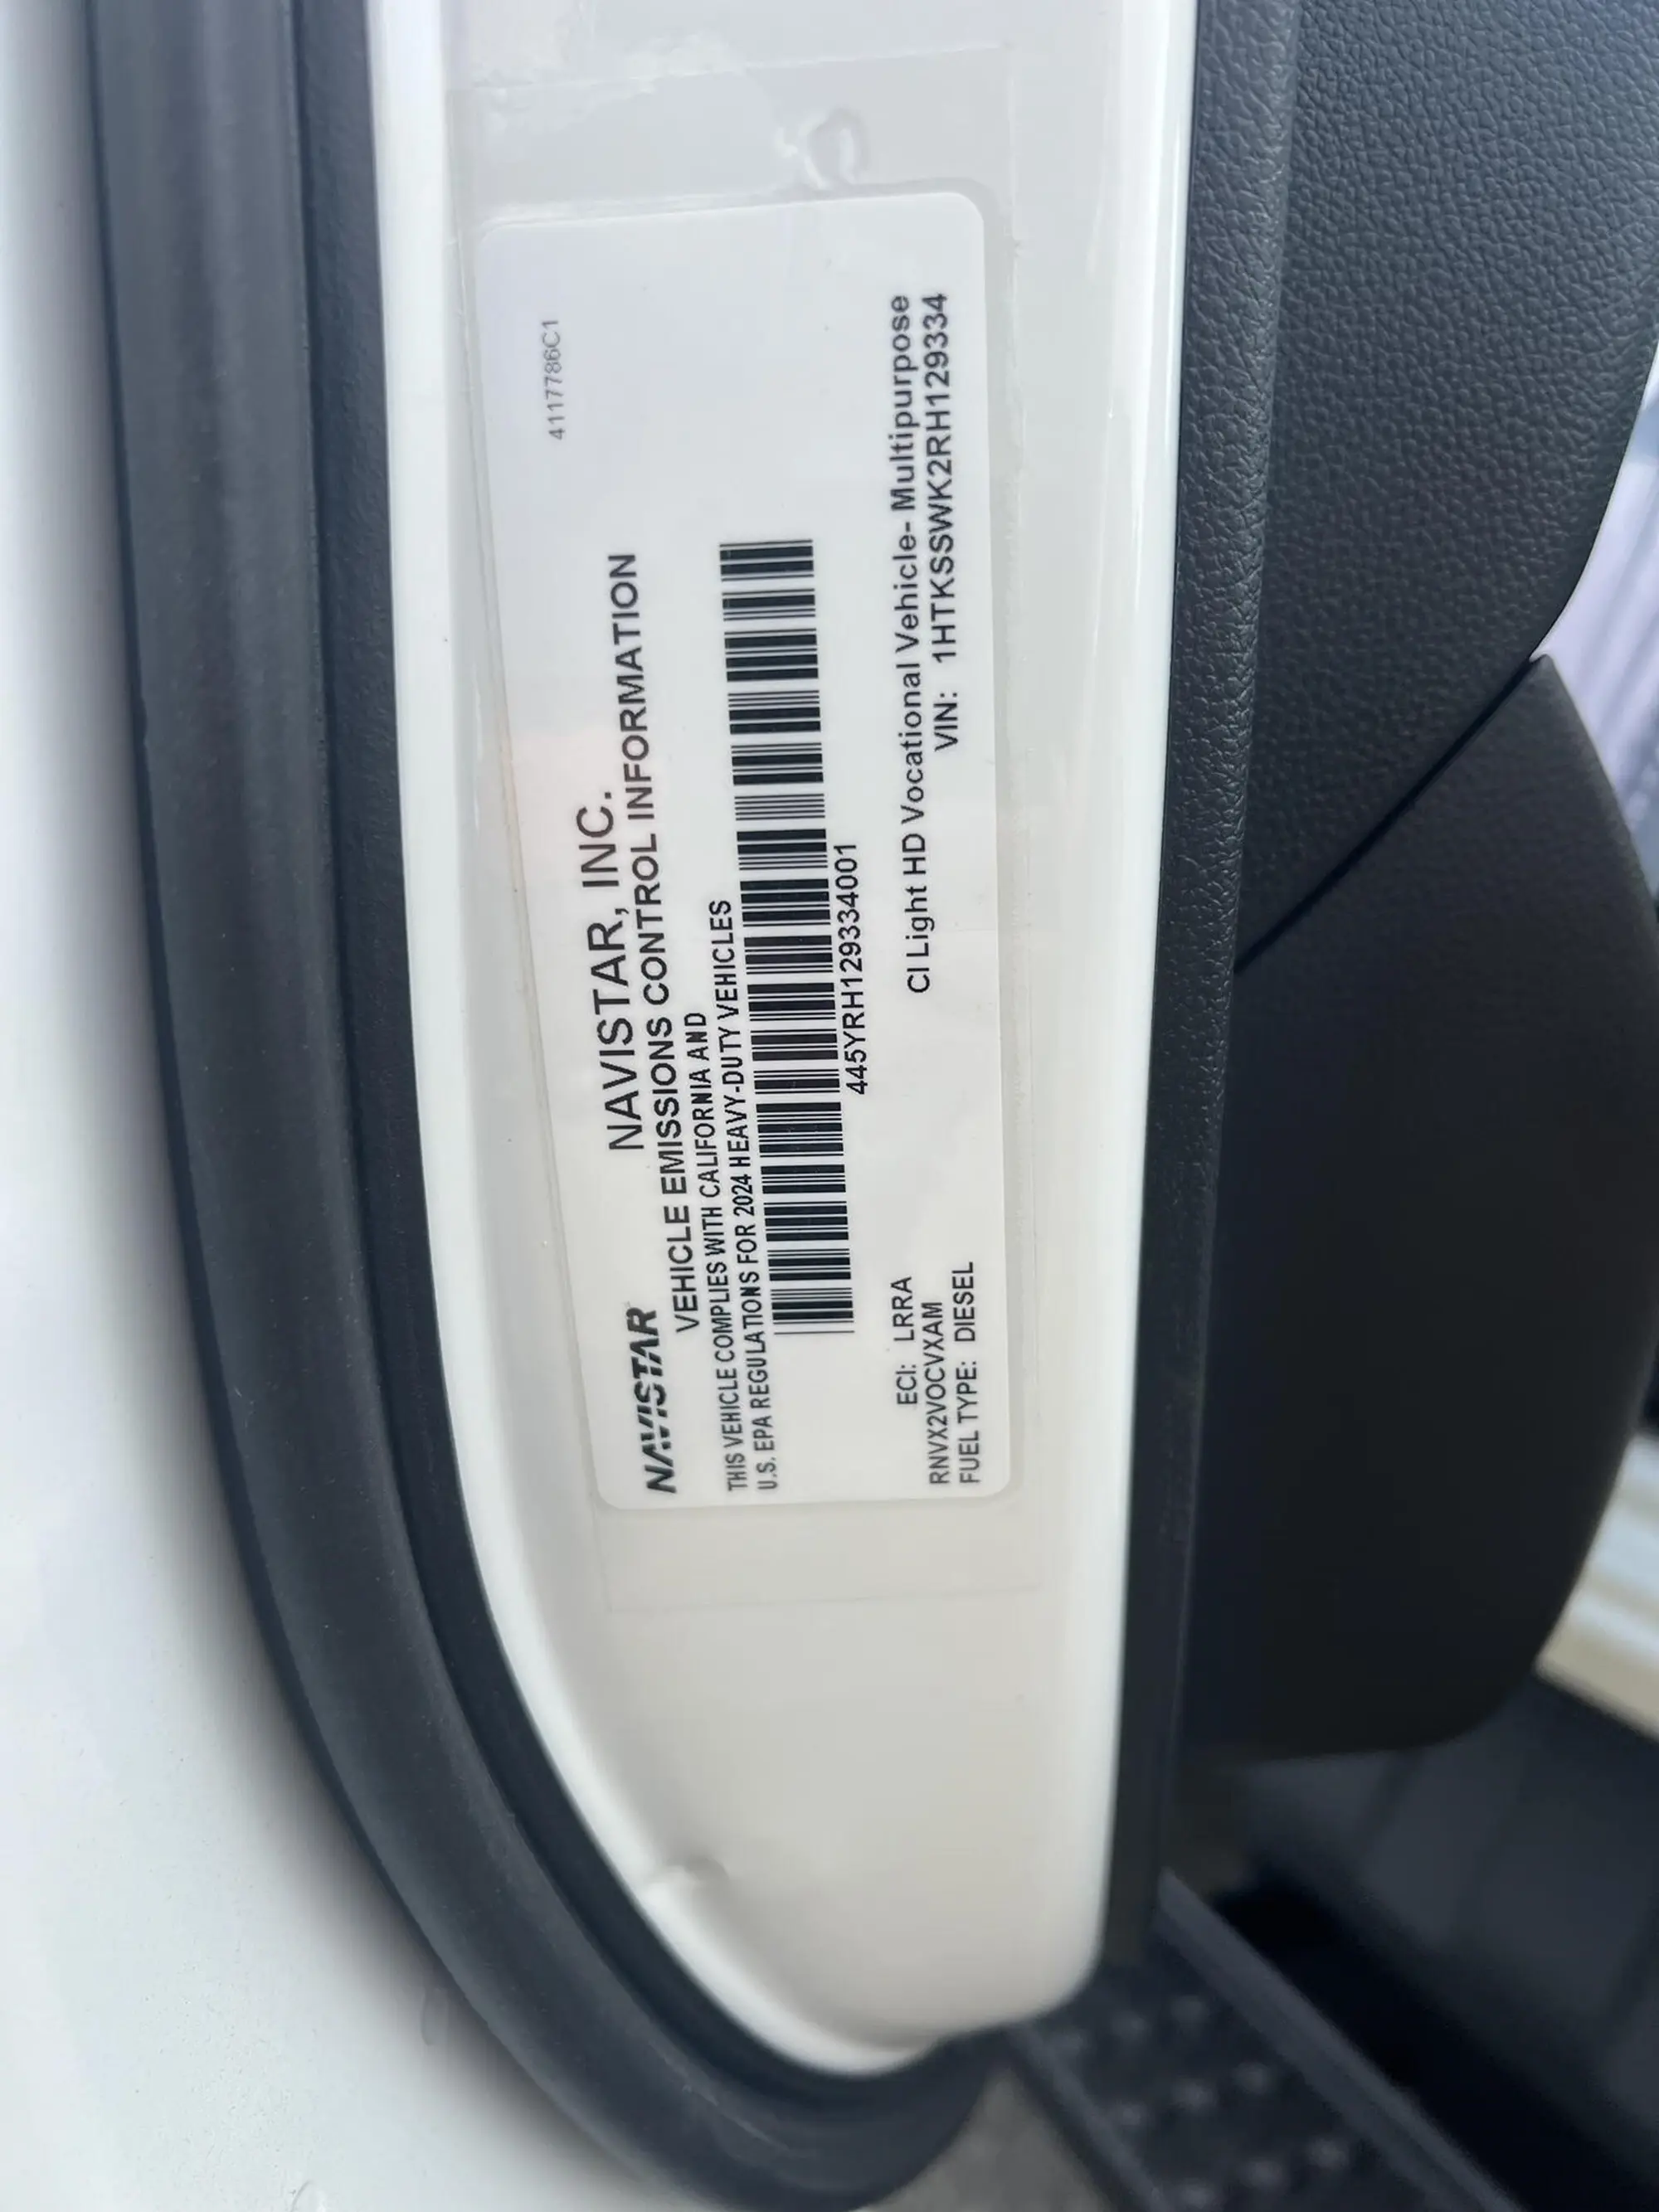 4117786C1
NAVISTAR
NAVISTAR, INC.
VEHICLE EMISSIONS CONTROL INFORMATION
THIS VEHICLE COMPLIES WITH CALIFORNIA AND
U.S. EPA REGULATIONS FOR 2024 HEAVY-DUTY VEHICLES
445YRH129334001
ECI: LRRA
CI Light HD Vocational Vehicle- Multipurpose
RNVX2VOCVXAM
VIN: 1HTKSSWK2RH129334
FUEL TYPE: DIESEL